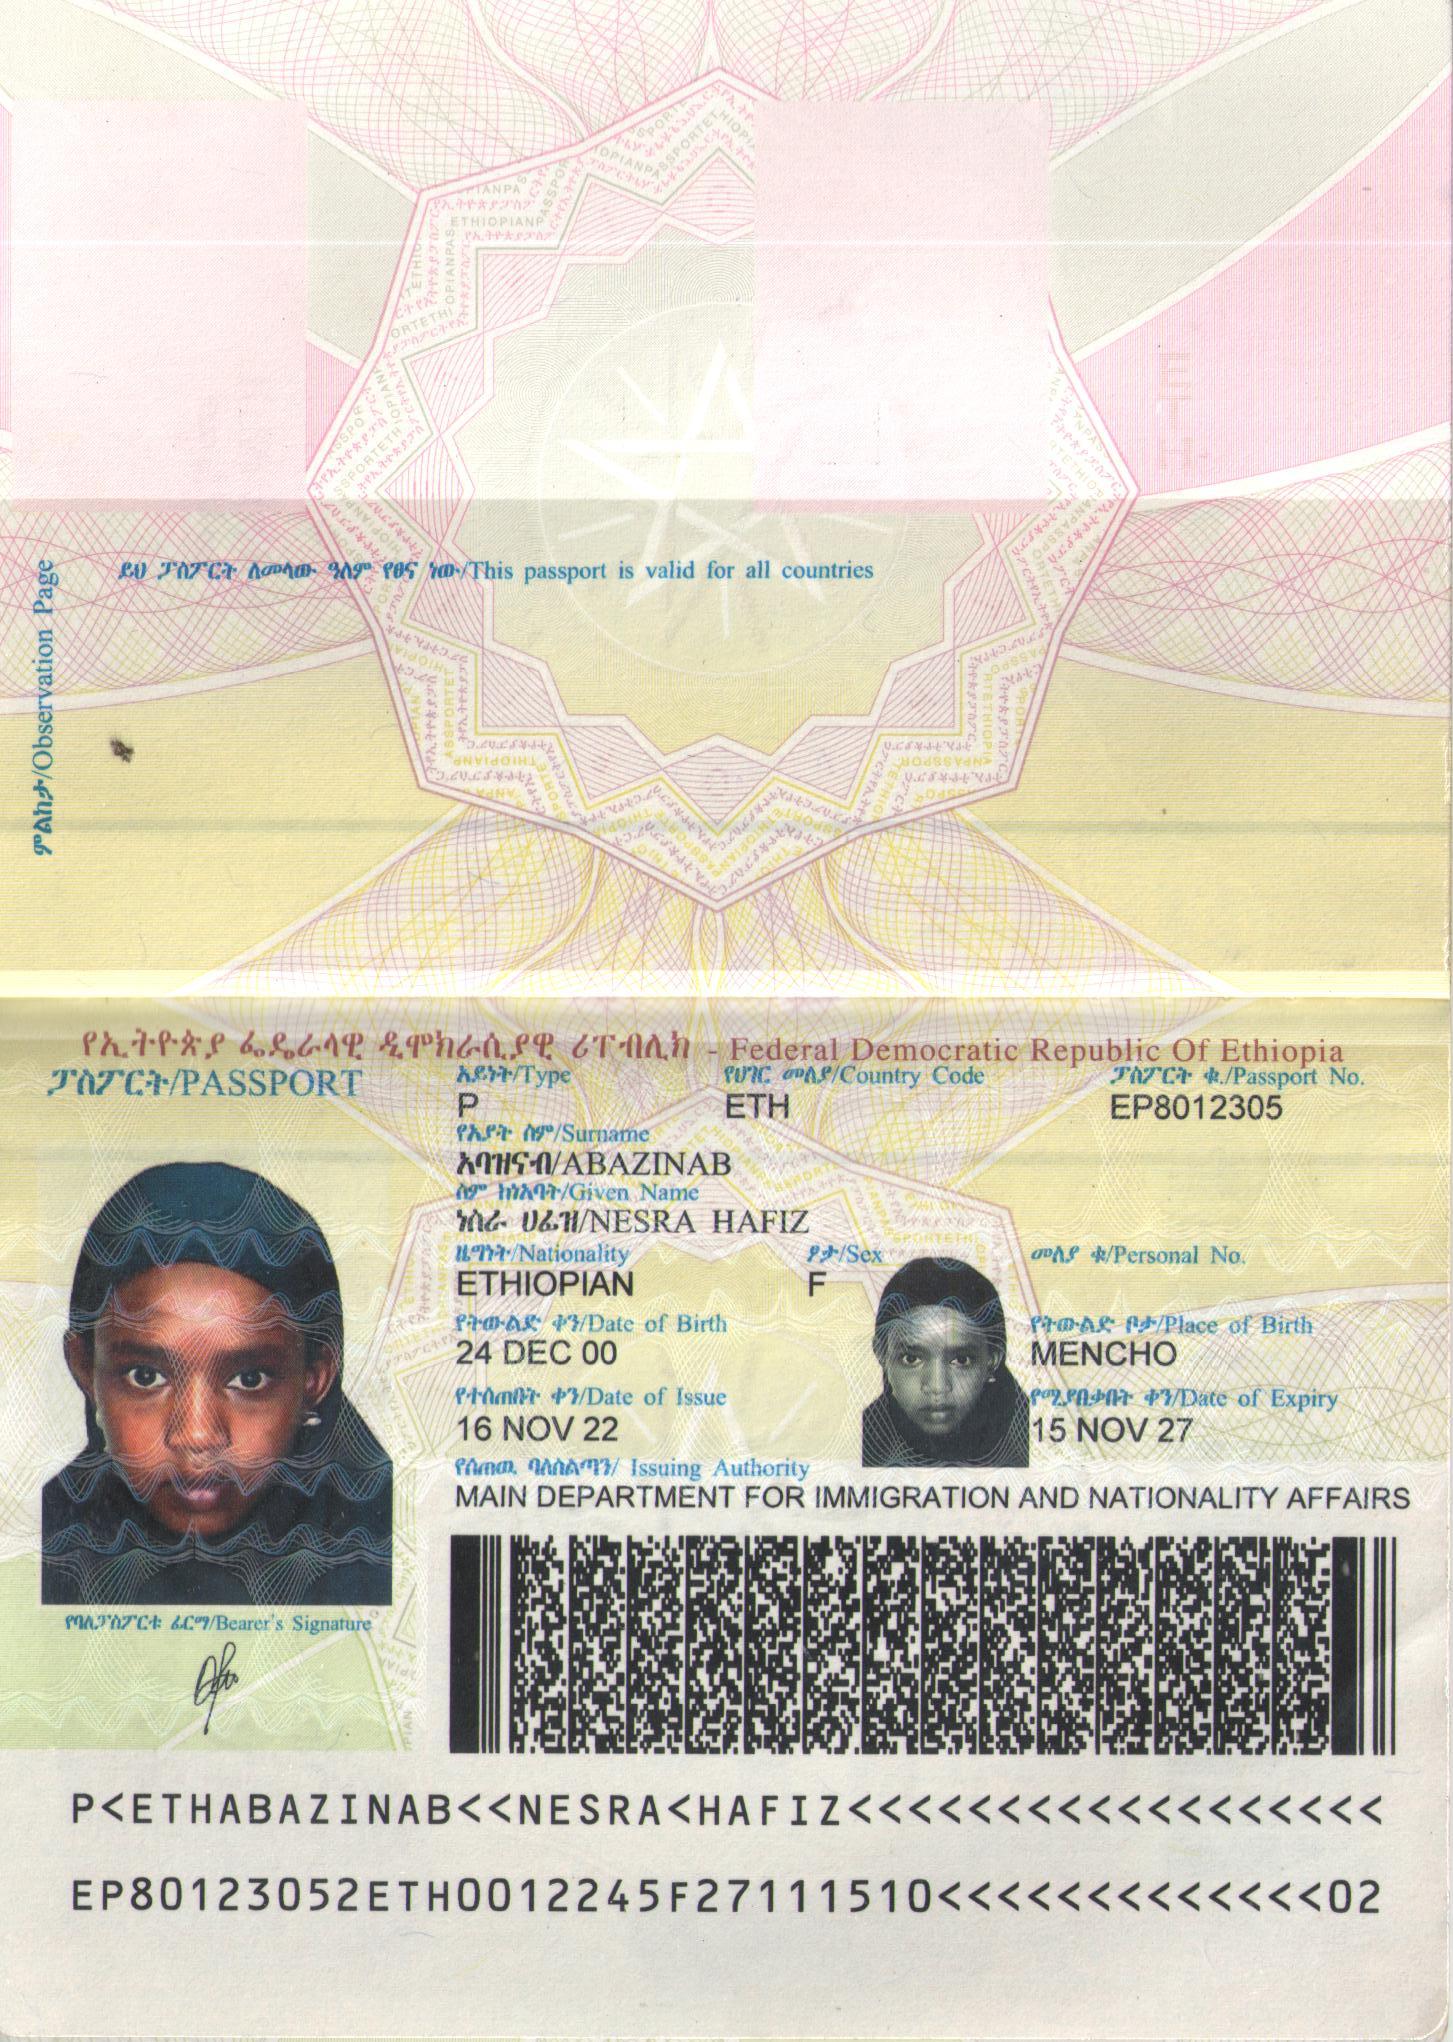 ይህ ፓስፖርት ለመላው ዓለም የፀና ነው/This passport is valid for all countries
ምልከታ/Observation Page
የኢትዮጵያ ፌዴራላዊ ዲሞክራሲያዊ ሪፐብሊክ - Federal Democratic Republic Of Ethiopia
ፓስፖርት/PASSPORT
አይነት/Type የሀገር መለያ/Country Code ፓስፖርት ቁ./Passport No.
P ETH EP8012305
የአያት ስም/Surname
አባዝናብ/ABAZINAB
ስም ከነአባት/Given Name
ነስራ ሀፊዝ/NESRA HAFIZ
ዜግነት/Nationality ፆታ/Sex መለያ ቁ/Personal No.
ETHIOPIAN F
የትውልድ ቀን/Date of Birth የትውልድ ቦታ/Place of Birth
24 DEC 00 MENCHO
የተሰጠበት ቀን/Date of Issue የሚያበቃበት ቀን/Date of Expiry
16 NOV 22 15 NOV 27
የሰጠዉ ባለስልጣን/ Issuing Authority
MAIN DEPARTMENT FOR IMMIGRATION AND NATIONALITY AFFAIRS
የባለፓስፖርቱ ፊርማ/Bearer's Signature
P<ETHABAZINAB<<NESRA<HAFIZ<<<<<<<<<<<<<<<<<<
EP80123052ETH0012245F27111510<<<<<<<<<<<<<02